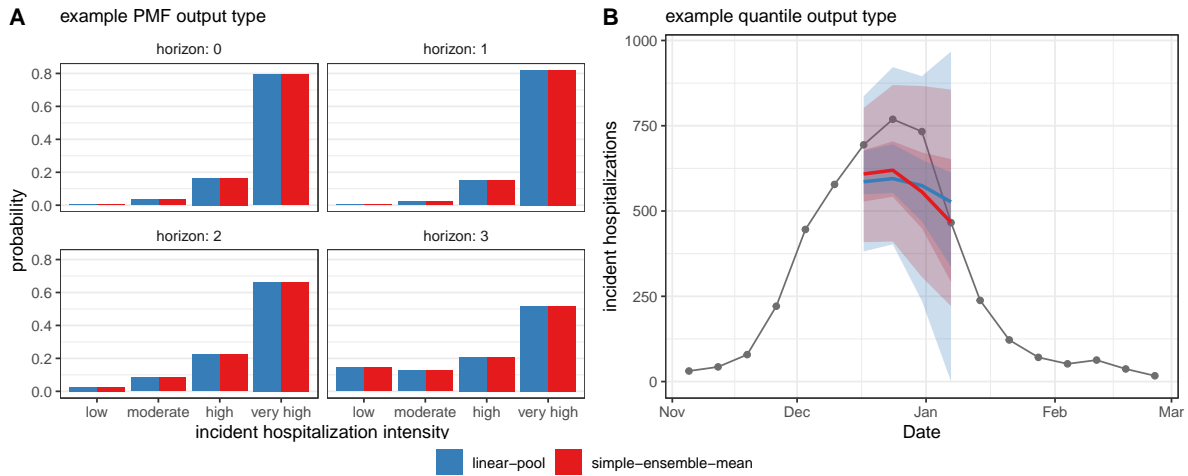 A example PMF output type
horizon: 0 horizon: 1
0.8
0.6
0.4
0.2
0.0
horizon: 2 horizon: 3
0.8
0.6
0.4
0.2
0.0
probability
low moderate high very high low moderate high very high
incident hospitalization intensity
B example quantile output type
1000
750
500
250
0
incident hospitalizations
Nov Dec Jan Feb Mar
Date
linear−pool simple−ensemble−mean